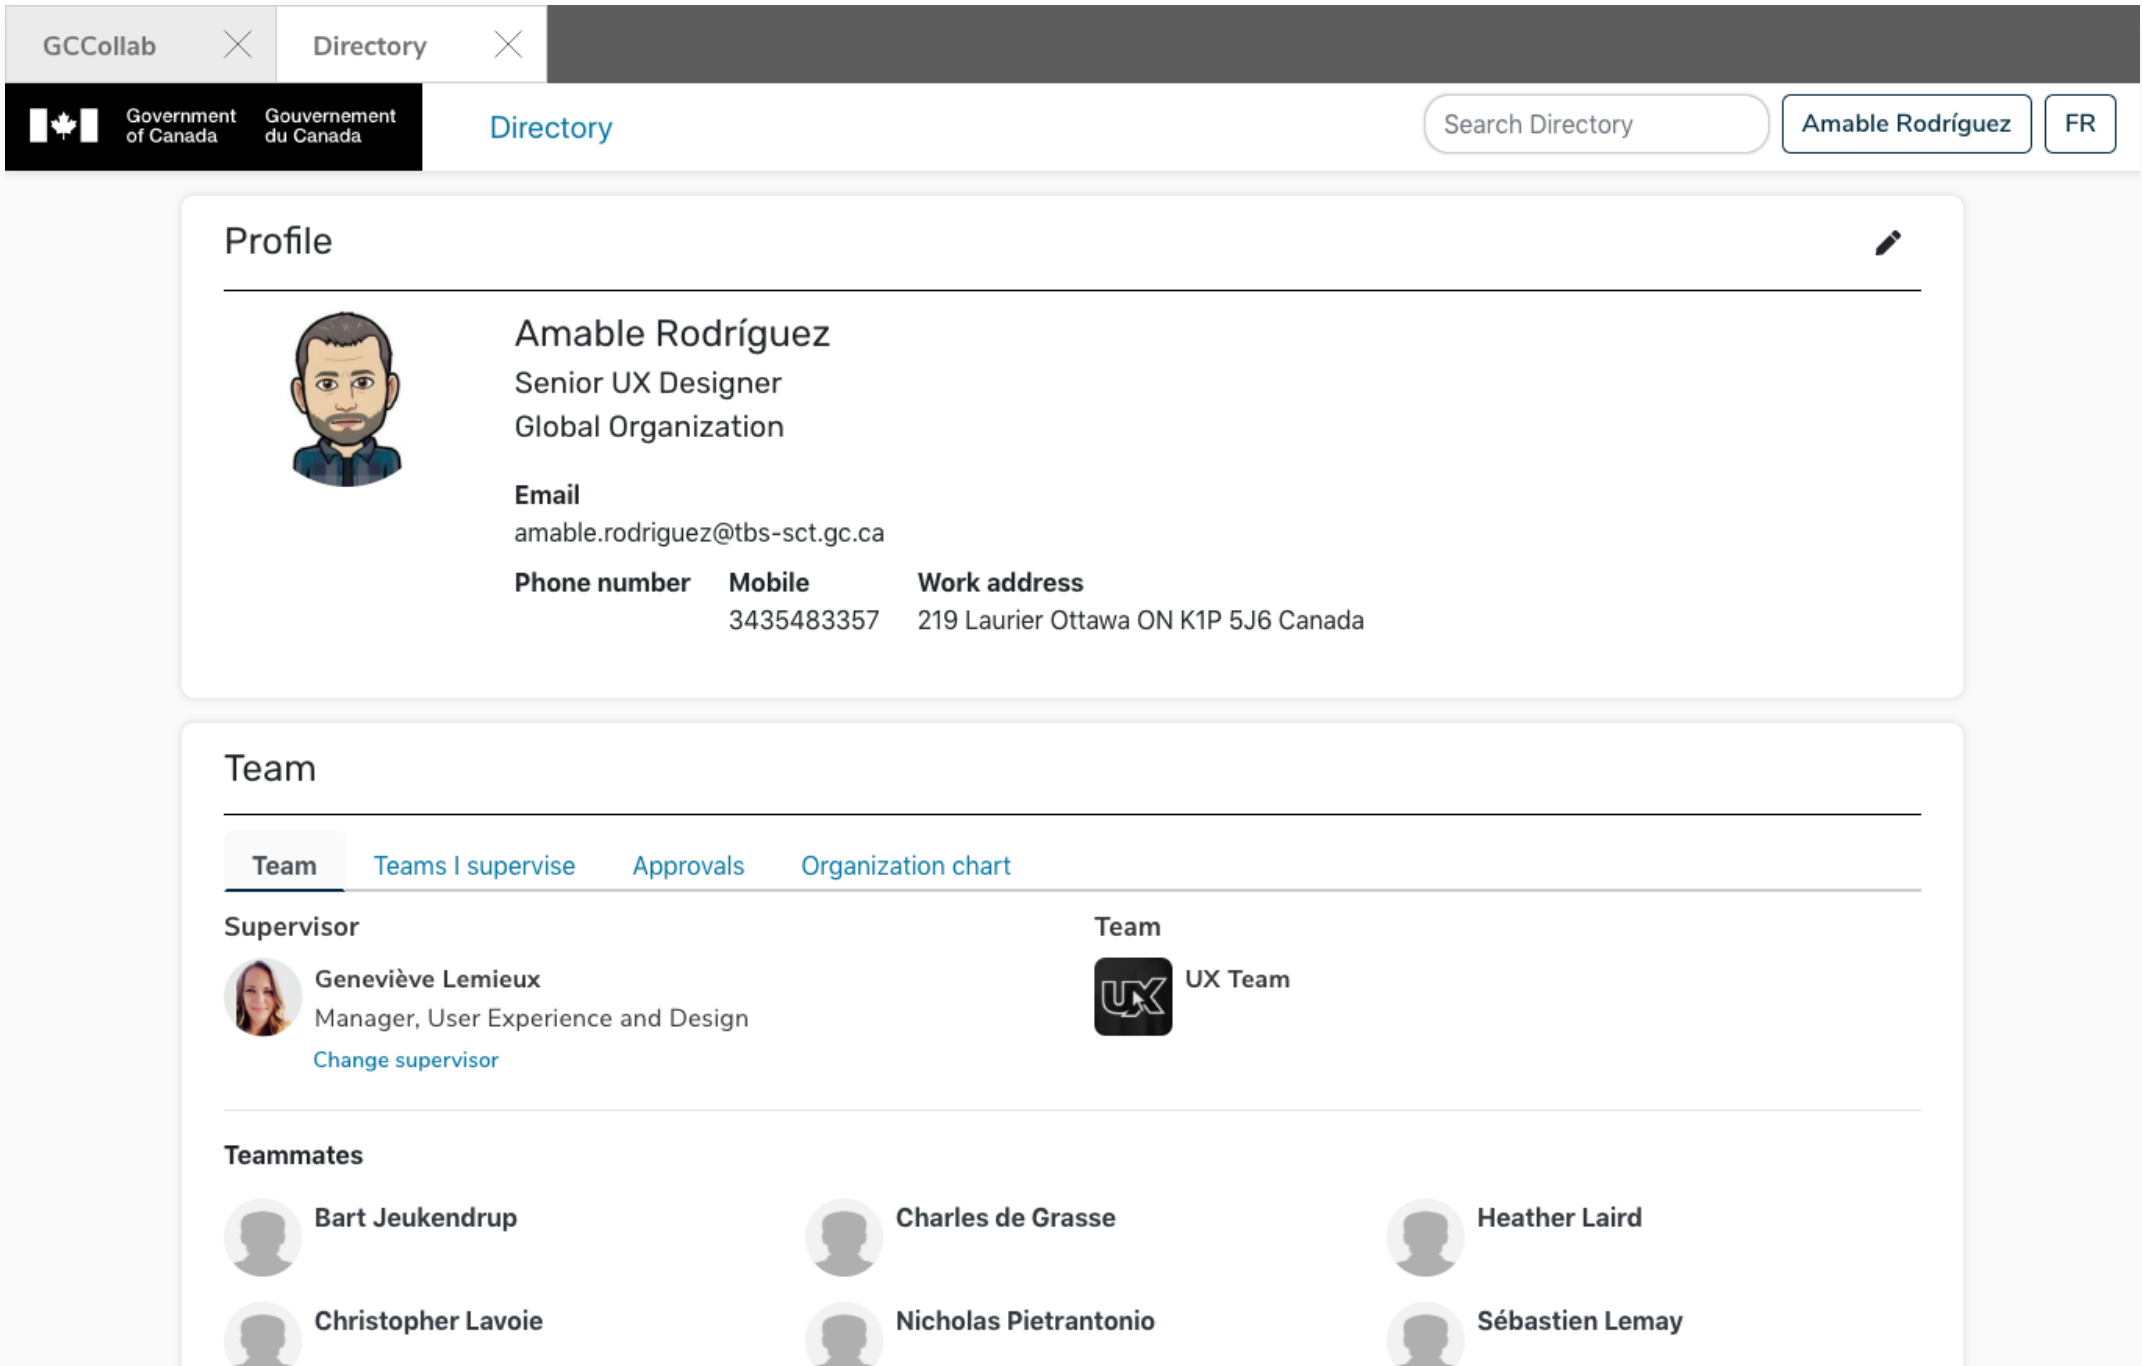 GCCollab
Directory
Government of Canada
Gouvernement du Canada
Directory
Search Directory
Amable Rodríguez
FR
Profile
Amable Rodríguez
Senior UX Designer
Global Organization
Email
amable.rodriguez@tbs-sct.gc.ca
Phone number Mobile Work address
3435483357 219 Laurier Ottawa ON K1P 5J6 Canada
Team
Team Teams I supervise Approvals Organization chart
Supervisor
Geneviève Lemieux
Manager, User Experience and Design
Change supervisor
Team
UX
UX Team
Teammates
Bart Jeukendrup
Charles de Grasse
Heather Laird
Christopher Lavoie
Nicholas Pietrantonio
Sébastien Lemay